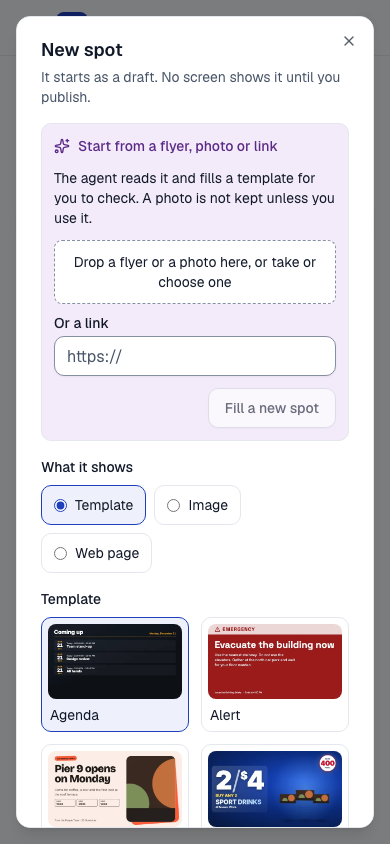 New spot
It starts as a draft. No screen shows it until you
publish.
Start from a flyer, photo or link
The agent reads it and fills a template for
you to check. A photo is not kept unless you
use it.
Drop a flyer or a photo here, or take or
choose one
Or a link
https://
Fill a new spot
What it shows
Template
Image
Web page
Template
Coming up
Agenda
EMERGENCY
Evacuate the building now
Alert
Pier 9 opens
on Monday
2/$4
BUY ANY 2
SPORT DRINKS
400